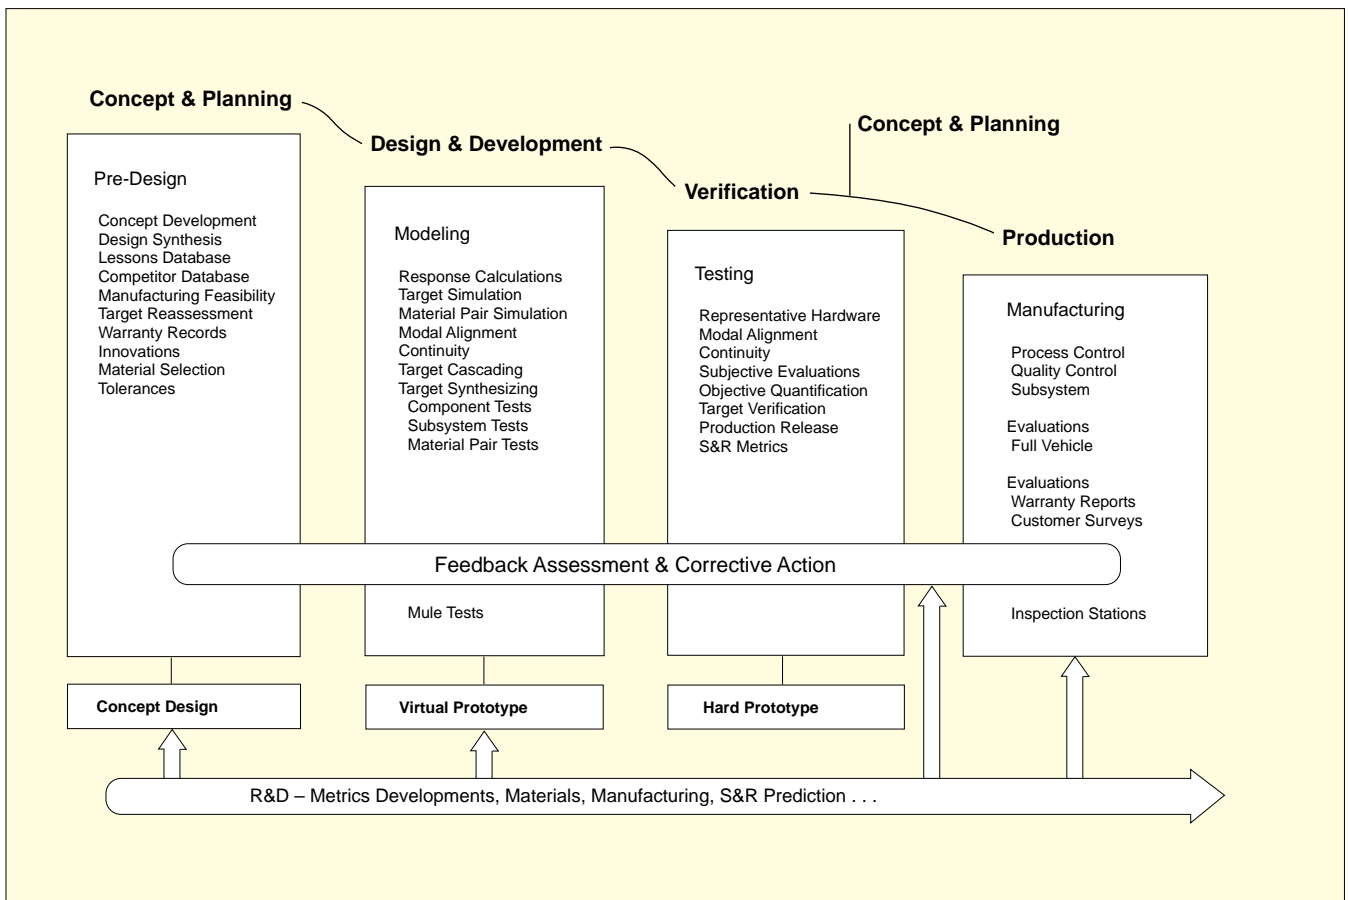 Concept & Planning
Design & Development
Verification
Concept & Planning
Production
Pre-Design
Concept Development
Design Synthesis
Lessons Database
Competitor Database
Manufacturing Feasibility
Target Reassessment
Warranty Records
Innovations
Material Selection
Tolerances
Modeling
Response Calculations
Target Simulation
Material Pair Simulation
Modal Alignment
Continuity
Target Cascading
Target Synthesizing
Component Tests
Subsystem Tests
Material Pair Tests
Mule Tests
Testing
Representative Hardware
Modal Alignment
Continuity
Subjective Evaluations
Objective Quantification
Target Verification
Production Release
S&R Metrics
Manufacturing
Process Control
Quality Control
Subsystem
Evaluations
Full Vehicle
Evaluations
Warranty Reports
Customer Surveys
Inspection Stations
Feedback Assessment & Corrective Action
Concept Design
Virtual Prototype
Hard Prototype
R&D – Metrics Developments, Materials, Manufacturing, S&R Prediction . . .